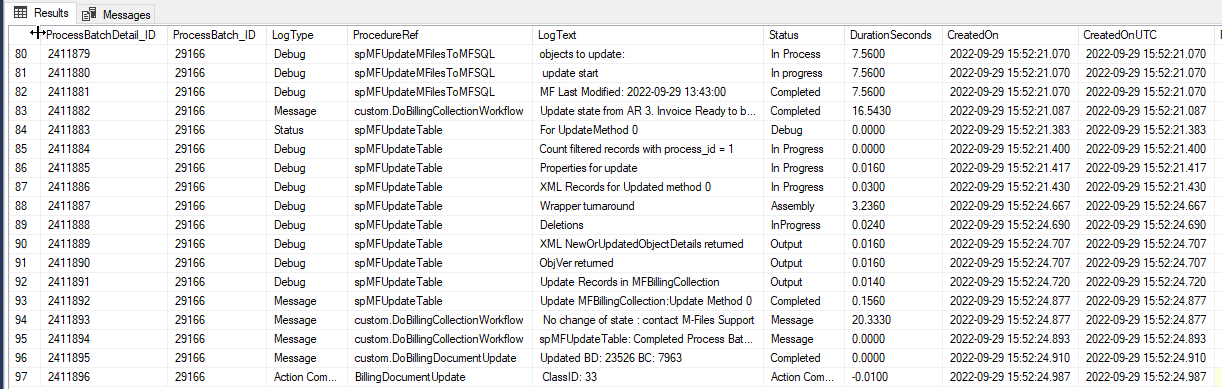 Results Messages
ProcessBatchDetail_ID ProcessBatch_ID LogType ProcedureRef LogText Status DurationSeconds CreatedOn CreatedOnUTC
80 2411879 29166 Debug spMFUpdateMFilesToMFSQL objects to update: In Process 7.5600 2022-09-29 15:52:21.070 2022-09-29 15:52:21.070
81 2411880 29166 Debug spMFUpdateMFilesToMFSQL update start In progress 7.5600 2022-09-29 15:52:21.070 2022-09-29 15:52:21.070
82 2411881 29166 Debug spMFUpdateMFilesToMFSQL MF Last Modified: 2022-09-29 13:43:00 Completed 7.5600 2022-09-29 15:52:21.070 2022-09-29 15:52:21.070
83 2411882 29166 Message custom.DoBillingCollectionWorkflow Update state from AR 3. Invoice Ready to b... Completed 16.5430 2022-09-29 15:52:21.087 2022-09-29 15:52:21.087
84 2411883 29166 Status spMFUpdateTable For UpdateMethod 0 Debug 0.0000 2022-09-29 15:52:21.383 2022-09-29 15:52:21.383
85 2411884 29166 Debug spMFUpdateTable Count filtered records with process_id = 1 In Progress 0.0000 2022-09-29 15:52:21.400 2022-09-29 15:52:21.400
86 2411885 29166 Debug spMFUpdateTable Properties for update In Progress 0.0160 2022-09-29 15:52:21.417 2022-09-29 15:52:21.417
87 2411886 29166 Debug spMFUpdateTable XML Records for Updated method 0 In Progress 0.0300 2022-09-29 15:52:21.430 2022-09-29 15:52:21.430
88 2411887 29166 Debug spMFUpdateTable Wrapper turnaround Assembly 3.2360 2022-09-29 15:52:24.667 2022-09-29 15:52:24.667
89 2411888 29166 Debug spMFUpdateTable Deletions InProgress 0.0240 2022-09-29 15:52:24.690 2022-09-29 15:52:24.690
90 2411889 29166 Debug spMFUpdateTable XML NewOrUpdatedObjectDetails returned Output 0.0160 2022-09-29 15:52:24.707 2022-09-29 15:52:24.707
91 2411890 29166 Debug spMFUpdateTable ObjVer returned Output 0.0160 2022-09-29 15:52:24.707 2022-09-29 15:52:24.707
92 2411891 29166 Debug spMFUpdateTable Update Records in MFBillingCollection Output 0.0140 2022-09-29 15:52:24.720 2022-09-29 15:52:24.720
93 2411892 29166 Message spMFUpdateTable Update MFBillingCollection:Update Method 0 Completed 0.1560 2022-09-29 15:52:24.877 2022-09-29 15:52:24.877
94 2411893 29166 Message custom.DoBillingCollectionWorkflow No change of state : contact M-Files Support Message 20.3330 2022-09-29 15:52:24.877 2022-09-29 15:52:24.877
95 2411894 29166 Message custom.DoBillingCollectionWorkflow spMFUpdateTable: Completed Process Bat... Message 0.0000 2022-09-29 15:52:24.893 2022-09-29 15:52:24.893
96 2411895 29166 Message custom.DoBillingDocumentUpdate Updated BD: 23526 BC: 7963 Completed 0.0000 2022-09-29 15:52:24.910 2022-09-29 15:52:24.910
97 2411896 29166 Action Com... BillingDocumentUpdate ClassID: 33 Action Com... -0.0100 2022-09-29 15:52:24.987 2022-09-29 15:52:24.987